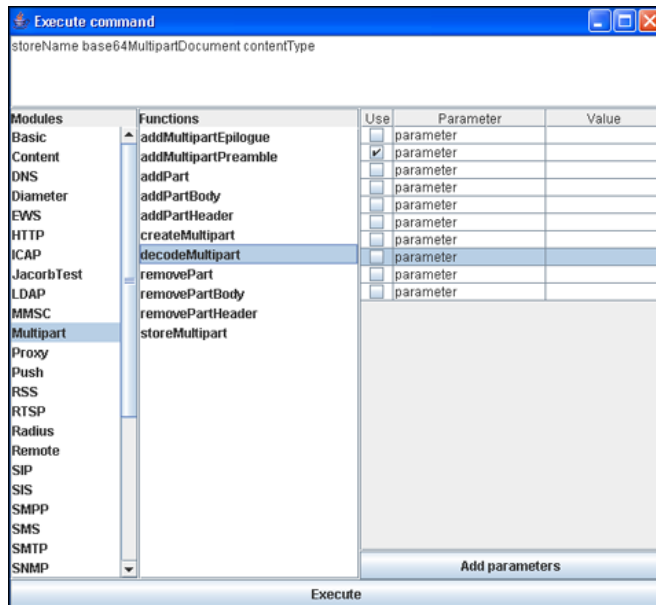 Execute command
storeName base64MultipartDocument contentType
Modules
Basic
Content
DNS
Diameter
EWS
HTTP
ICAP
JacorbTest
LDAP
MMSC
Multipart
Proxy
Push
RSS
RTSP
Radius
Remote
SIP
SIS
SMPP
SMS
SMTP
SNMP
Functions
addMultipartEpilogue
addMultipartPreamble
addPart
addPartBody
addPartHeader
createMultipart
decodeMultipart
removePart
removePartBody
removePartHeader
storeMultipart
Use Parameter Value
parameter
parameter
parameter
parameter
parameter
parameter
parameter
parameter
parameter
parameter
Add parameters
Execute